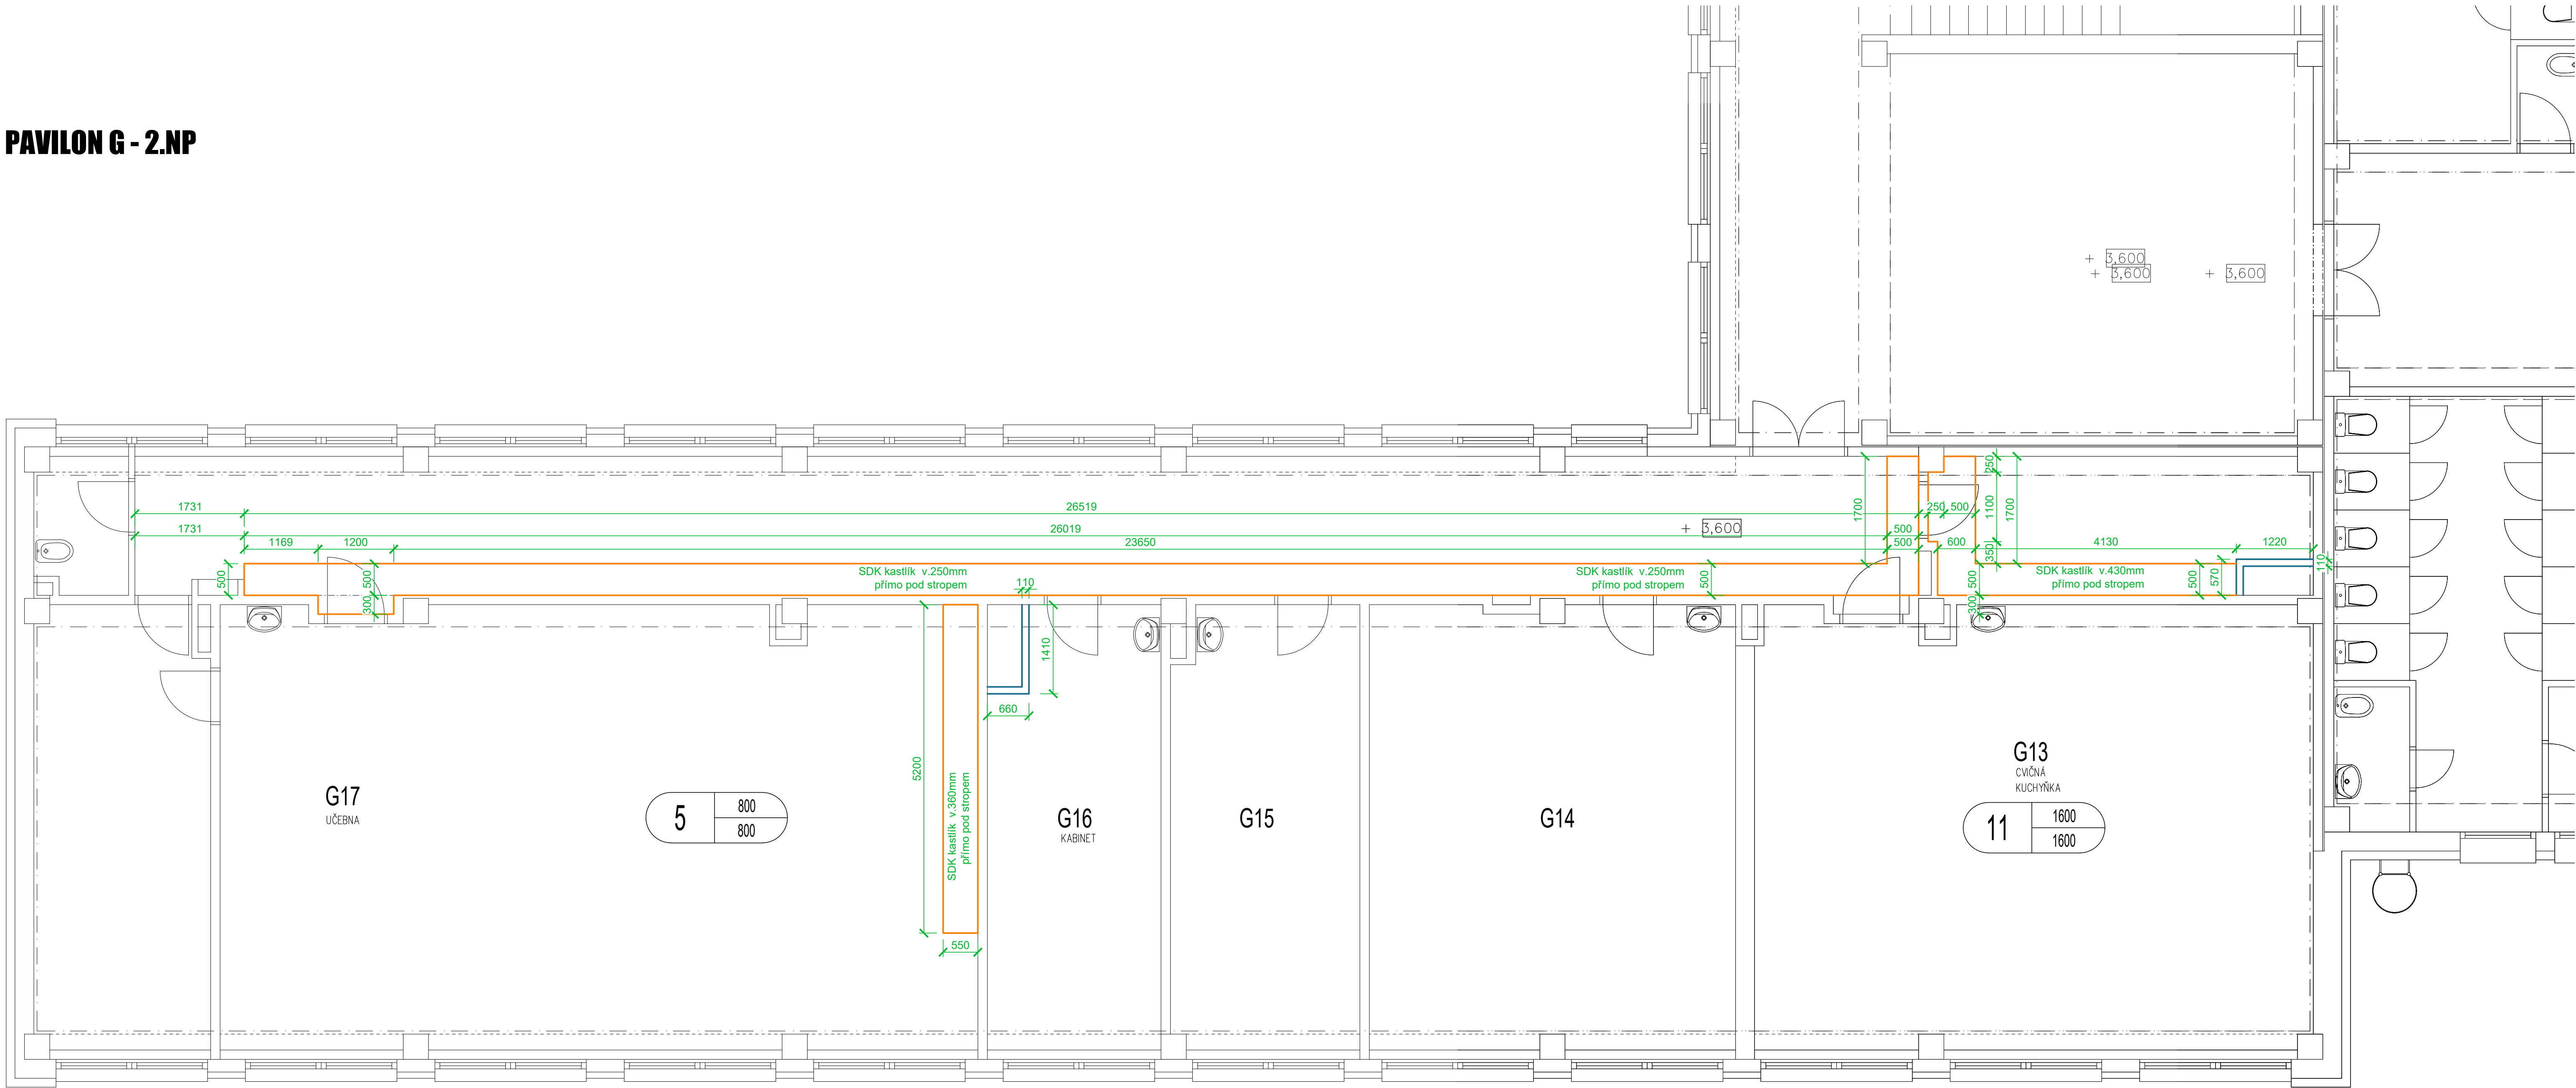 PAVILON G - 2.NP
+ 3,600
+ 3,600
+ 3,600
1731
26519
1700
250
500
250
1100
1700
1731
26019
500
+ 3,600
1169
1200
23650
500
600
350
4130
1220
500
500
300
SDK kastlík v.250mm
přímo pod stropem
110
SDK kastlík v.250mm
přímo pod stropem
500
500
300
SDK kastlík v.430mm
přímo pod stropem
500
570
110
1410
660
5200
SDK kastlík v.360mm
přímo pod stropem
550
G17
UČEBNA
5
800
800
G16
KABINET
G15
G14
G13
CVIČNÁ
KUCHYŇKA
11
1600
1600